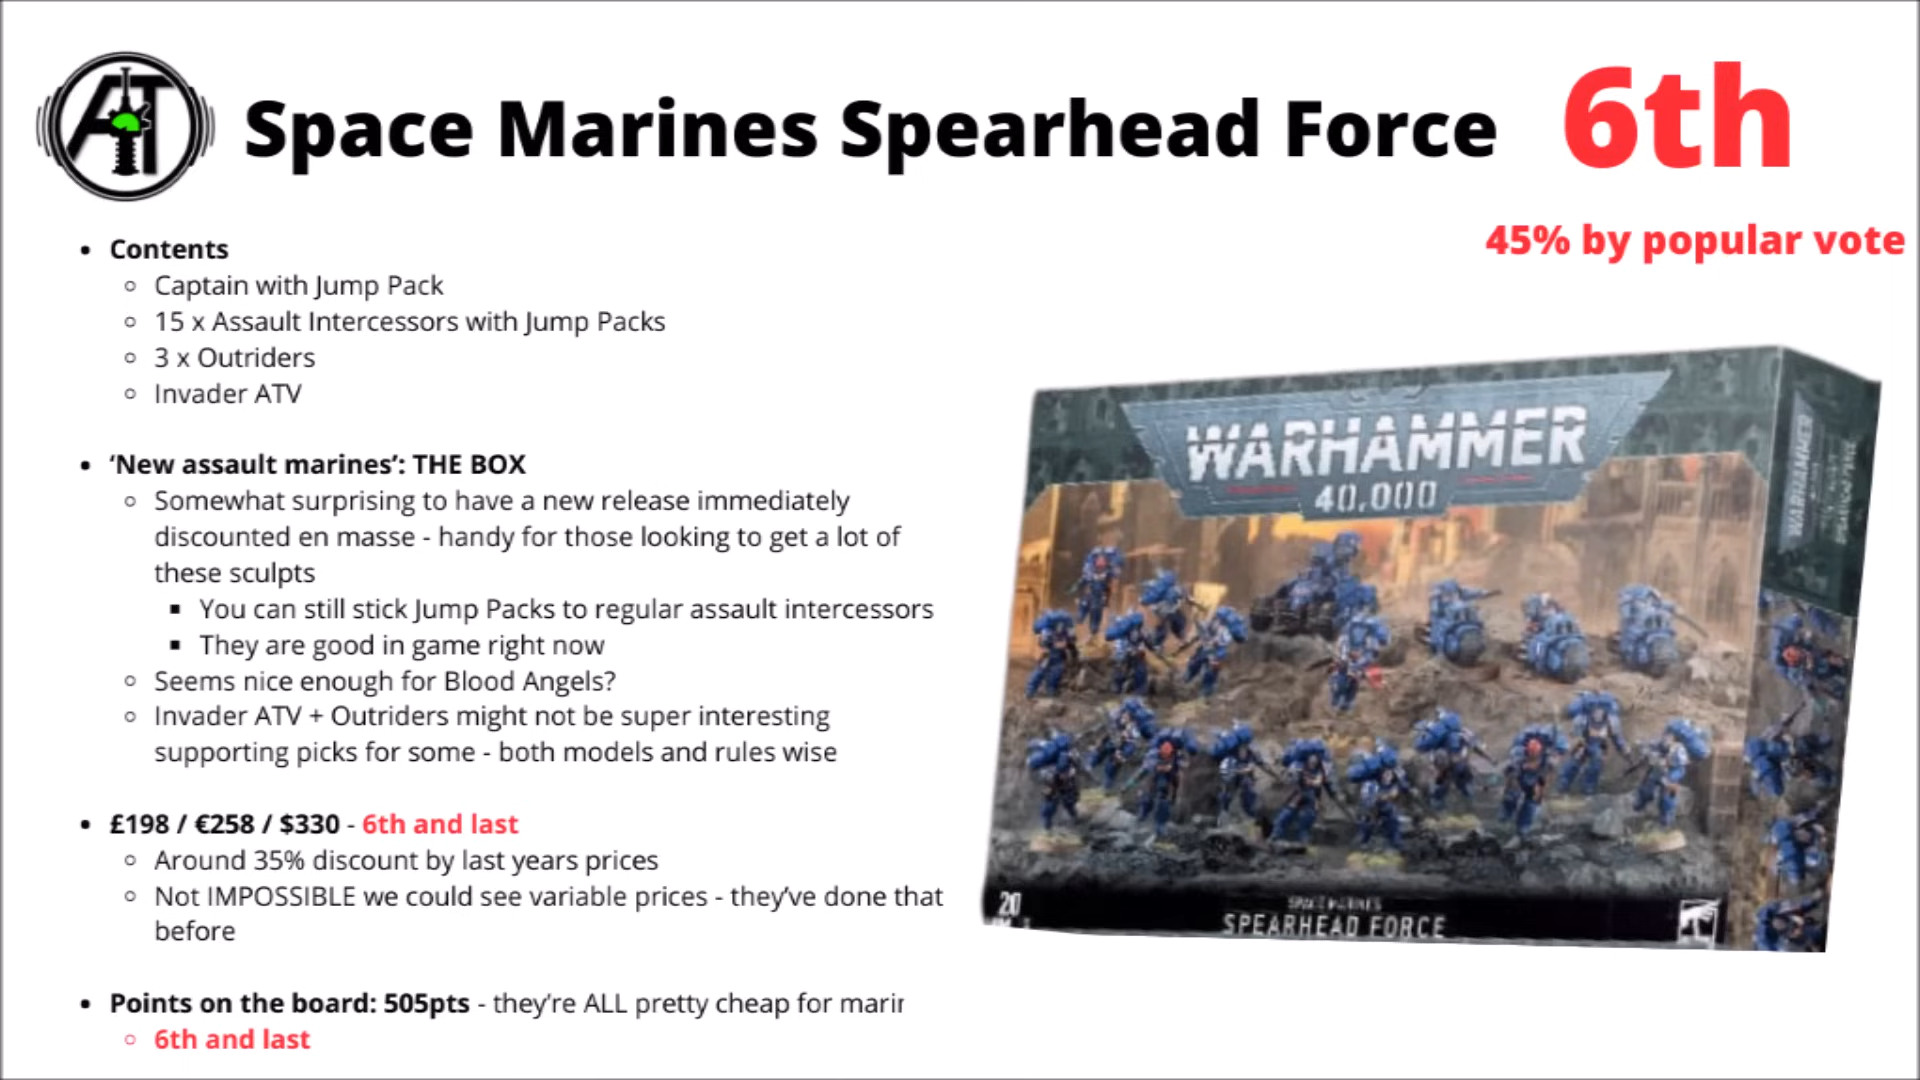 AT
Space Marines Spearhead Force
6th
45% by popular vote
• Contents
◦ Captain with Jump Pack
◦ 15 x Assault Intercessors with Jump Packs
◦ 3 x Outriders
◦ Invader ATV
• ‘New assault marines’: THE BOX
◦ Somewhat surprising to have a new release immediately
discounted en masse - handy for those looking to get a lot of
these sculpts
▪ You can still stick Jump Packs to regular assault intercessors
▪ They are good in game right now
◦ Seems nice enough for Blood Angels?
◦ Invader ATV + Outriders might not be super interesting
supporting picks for some - both models and rules wise
• £198 / €258 / $330 - 6th and last
◦ Around 35% discount by last years prices
◦ Not IMPOSSIBLE we could see variable prices - they’ve done that
before
• Points on the board: 505pts - they’re ALL pretty cheap for marir
◦ 6th and last
WARHAMMER
40,000
20
SPACE MARINES
SPEARHEAD FORCE
WARHAMMER